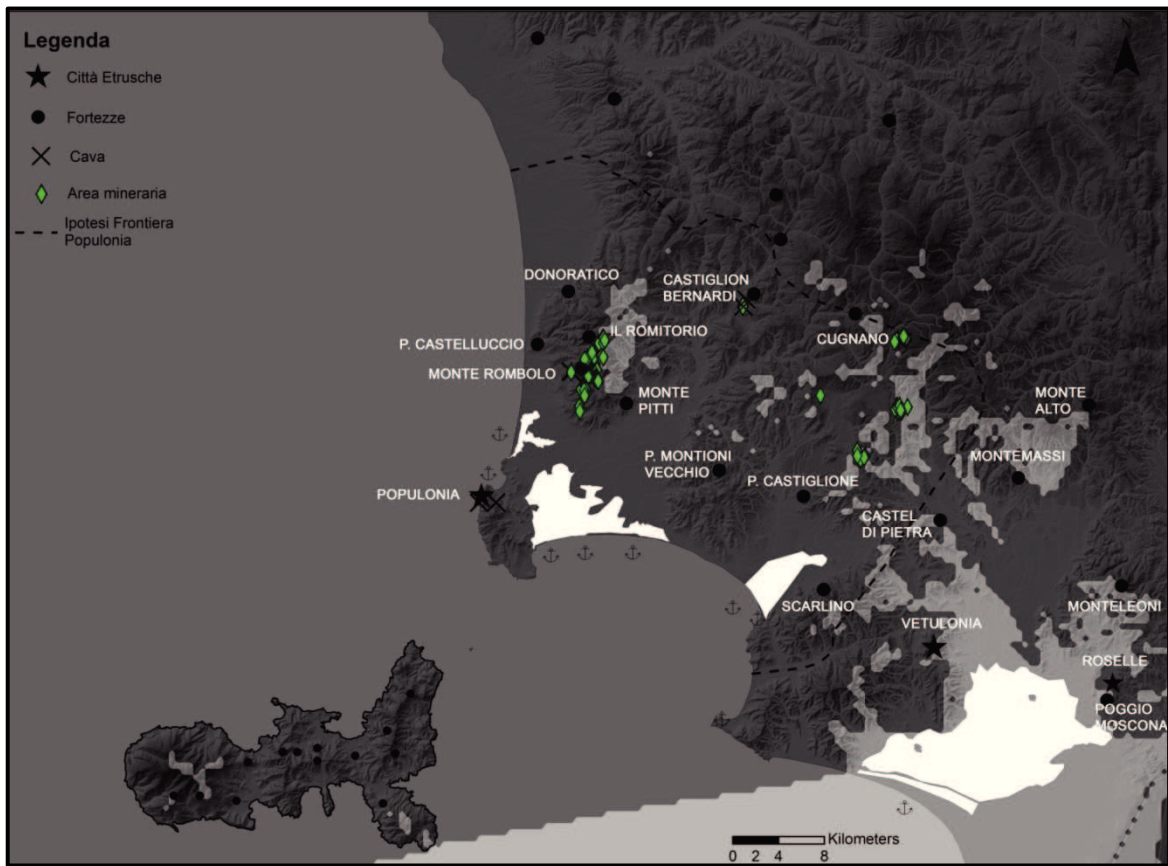 Legenda
Città Etrusche
Fortezze
Cava
Area mineraria
Ipotesi Frontiera
Populonia
DONORATICO
CASTIGLION
BERNARDI
IL ROMITORIO
P. CASTELLUCCIO
CUGNANO
MONTE ROMBOLO
MONTE
PITTI
MONTE
ALTO
P. MONTIONI
VECCHIO
MONTEMASSI
P. CASTIGLIONE
POPULONIA
CASTEL
DI PIETRA
SCARLINO
MONTELEONI
VETULONIA
ROSELLE
POGGIO
MOSCONA
Kilometers
0 2 4 8